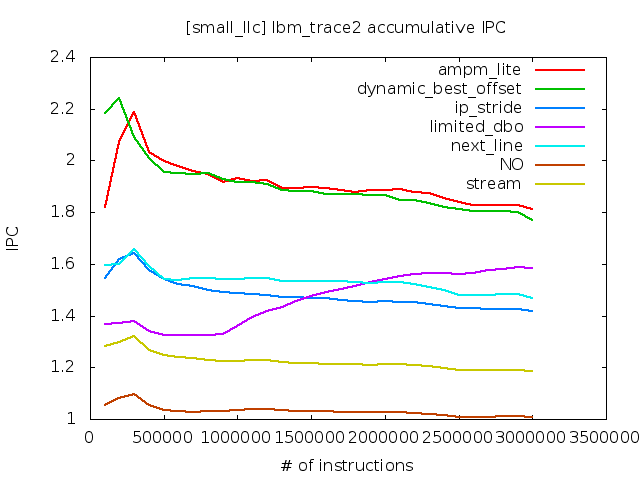 [small_llc] lbm_trace2 accumulative IPC
2.4
2.2
2
1.8
1.6
1.4
1.2
1
IPC
ampm_lite
dynamic_best_offset
ip_stride
limited_dbo
next_line
NO
stream
0 500000 1000000 1500000 2000000 2500000 3000000 3500000
# of instructions